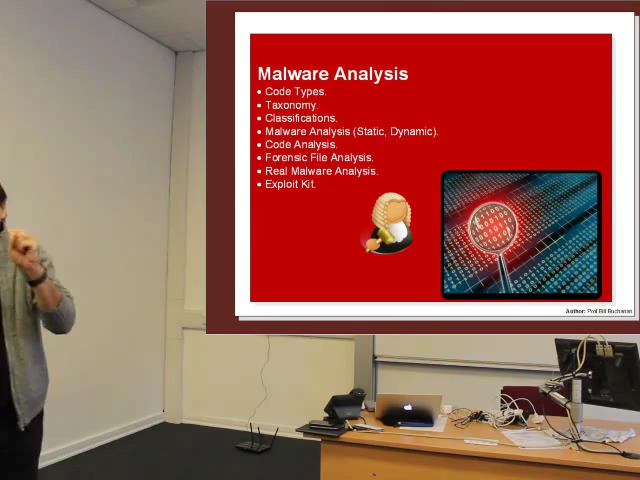 Malware Analysis
• Code Types.
• Taxonomy.
• Classifications.
• Malware Analysis (Static, Dynamic).
• Code Analysis.
• Forensic File Analysis.
• Real Malware Analysis.
• Exploit Kit.
Author: Prof Bill Buchanan